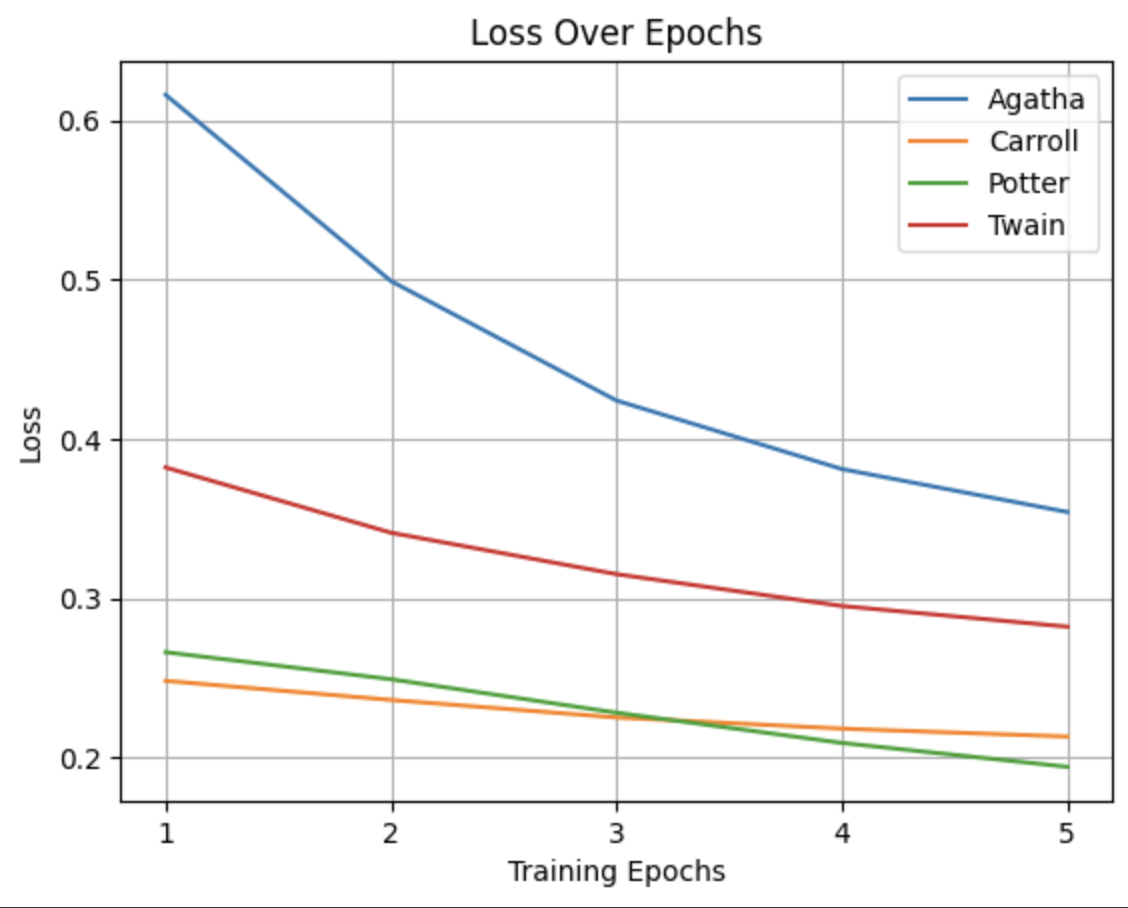 Loss Over Epochs
Agatha
Carroll
Potter
Twain
0.6
0.5
0.4
0.3
0.2
Loss
1 2 3 4 5
Training Epochs